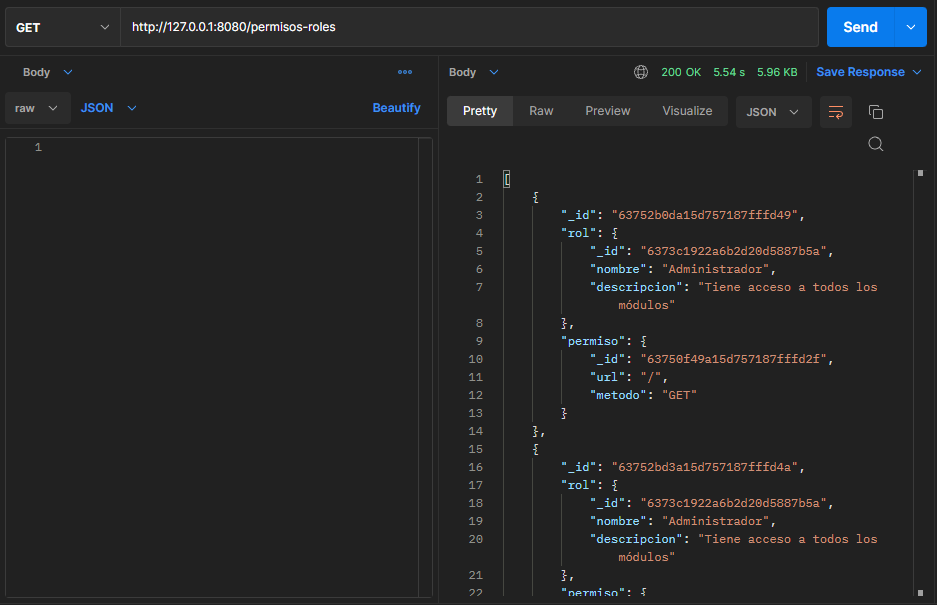 GET http://127.0.0.1:8080/permisos-roles Send
Body
raw JSON Beautify
1
Body 200 OK 5.54 s 5.96 KB Save Response
Pretty Raw Preview Visualize JSON
1 [
2 {
3 "_id": "63752b0da15d757187fffd49",
4 "rol": {
5 "_id": "6373c1922a6b2d20d5887b5a",
6 "nombre": "Administrador",
7 "descripcion": "Tiene acceso a todos los
módulos"
8 },
9 "permiso": {
10 "_id": "63750f49a15d757187fffd2f",
11 "url": "/",
12 "metodo": "GET"
13 }
14 },
15 {
16 "_id": "63752bd3a15d757187fffd4a",
17 "rol": {
18 "_id": "6373c1922a6b2d20d5887b5a",
19 "nombre": "Administrador",
20 "descripcion": "Tiene acceso a todos los
módulos"
21 },
22 "permiso": {